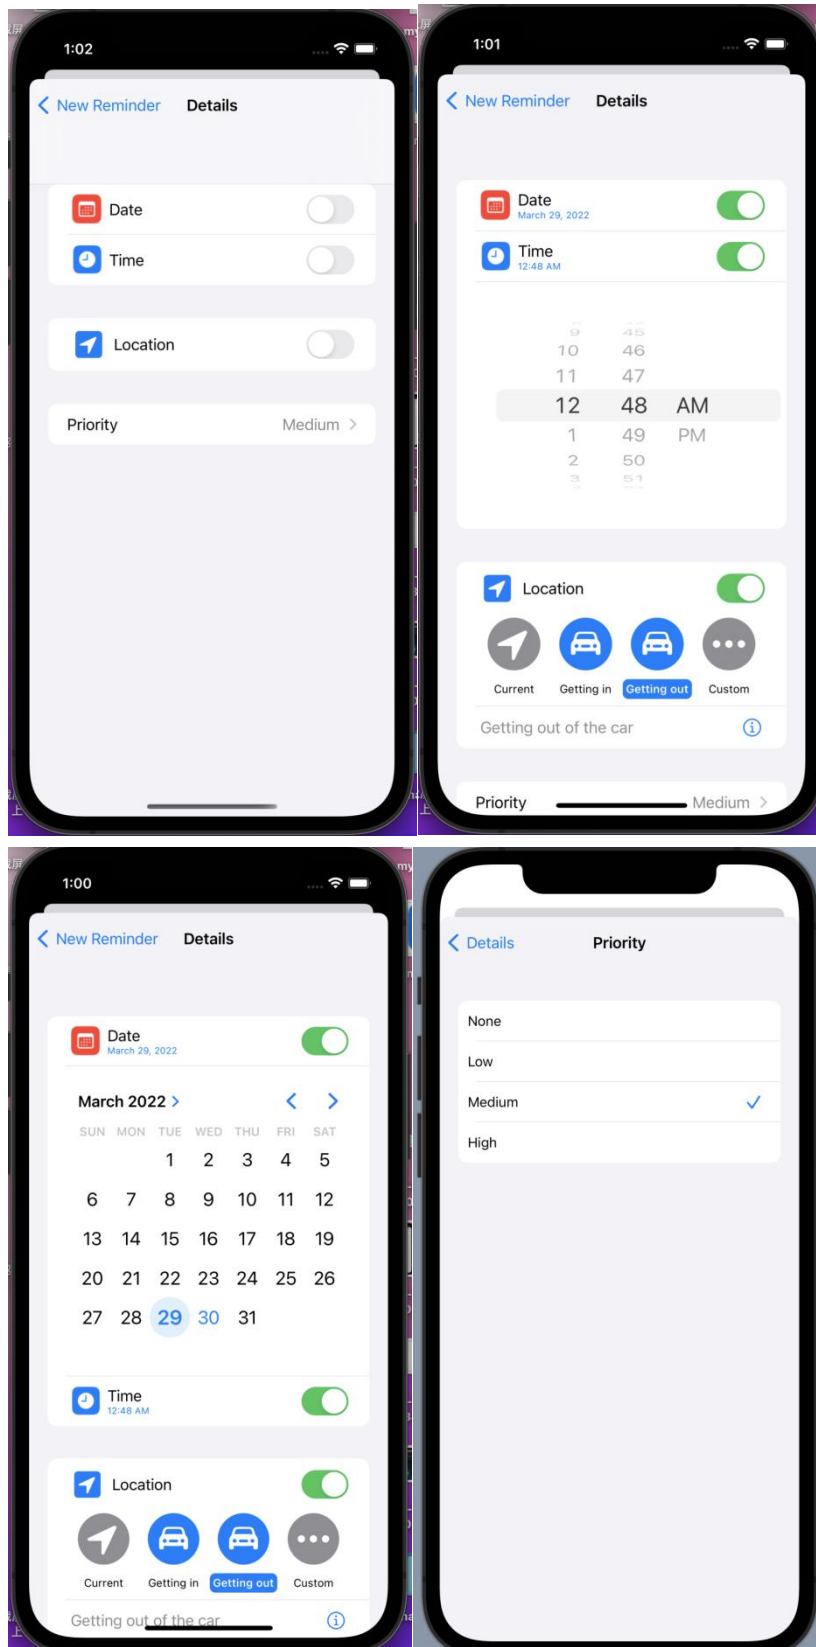 1:02
New Reminder Details
Date
Time
Location
Priority Medium
1:01
New Reminder Details
Date
March 29, 2022
Time
12:48 AM
9 45
10 46
11 47
12 48 AM
1 49 PM
2 50
3 51
Location
Current Getting in Getting out Custom
Getting out of the car
Priority Medium
1:00
New Reminder Details
Date
March 29, 2022
March 2022
SUN MON TUE WED THU FRI SAT
1 2 3 4 5
6 7 8 9 10 11 12
13 14 15 16 17 18 19
20 21 22 23 24 25 26
27 28 29 30 31
Time
12:48 AM
Location
Current Getting in Getting out Custom
Getting out of the car
Details Priority
None
Low
Medium
High